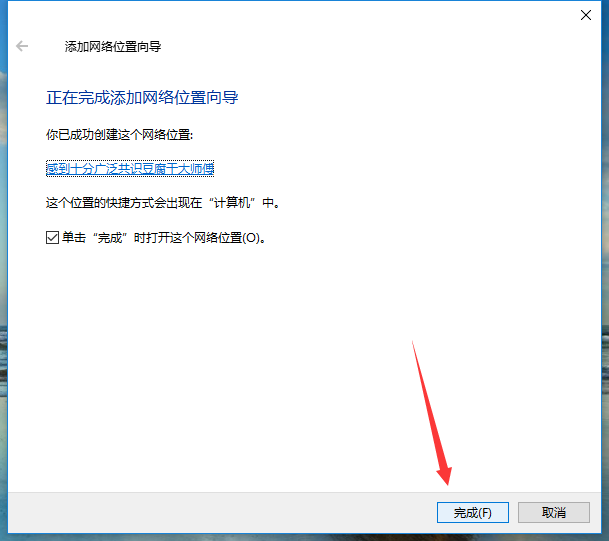 添加网络位置向导
正在完成添加网络位置向导
你已成功创建这个网络位置:
感到十分广泛共识豆腐干大师傅
这个位置的快捷方式会出现在“计算机”中。
单击“完成”时打开这个网络位置(O)。
完成(F)
取消